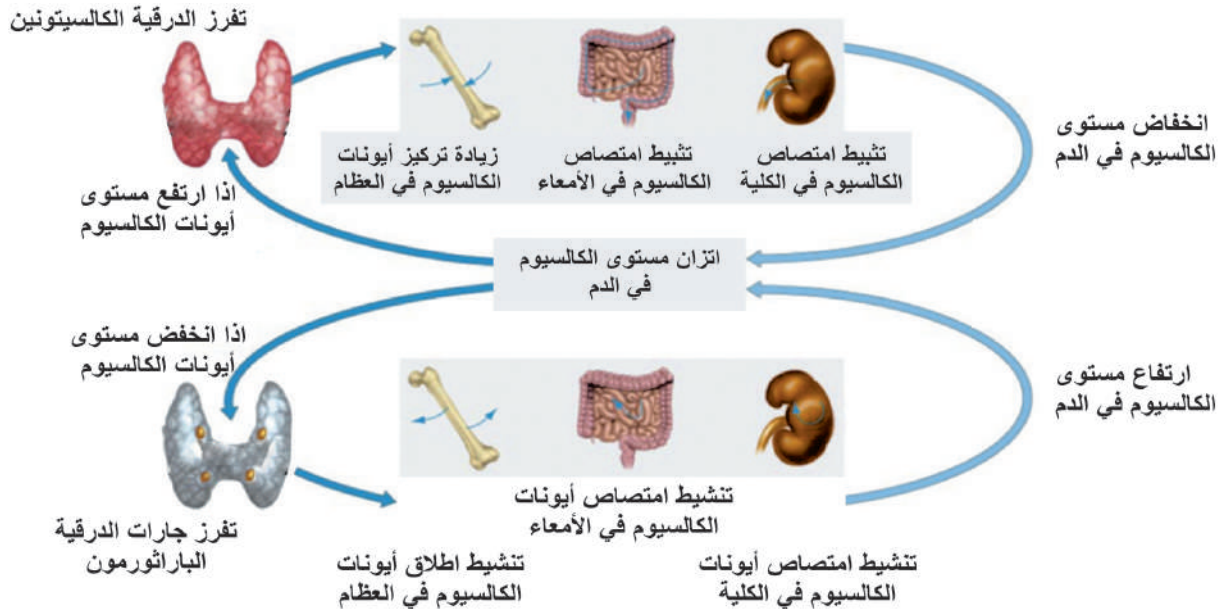 تفرز الدرقية الكالسيتونين
زيادة تركيز أيونات
الكالسيوم في العظام
تثبيط امتصاص
الكالسيوم في الأمعاء
تثبيط امتصاص
الكالسيوم في الكلية
انخفاض مستوى
الكالسيوم في الدم
اذا ارتفع مستوى
أيونات الكالسيوم
اتزان مستوى الكالسيوم
في الدم
اذا انخفض مستوى
أيونات الكالسيوم
ارتفاع مستوى
الكالسيوم في الدم
تفرز جارات الدرقية
الباراثورمون
تنشيط امتصاص أيونات
الكالسيوم في الأمعاء
تنشيط اطلاق أيونات
الكالسيوم في العظام
تنشيط امتصاص أيونات
الكالسيوم في الكلية